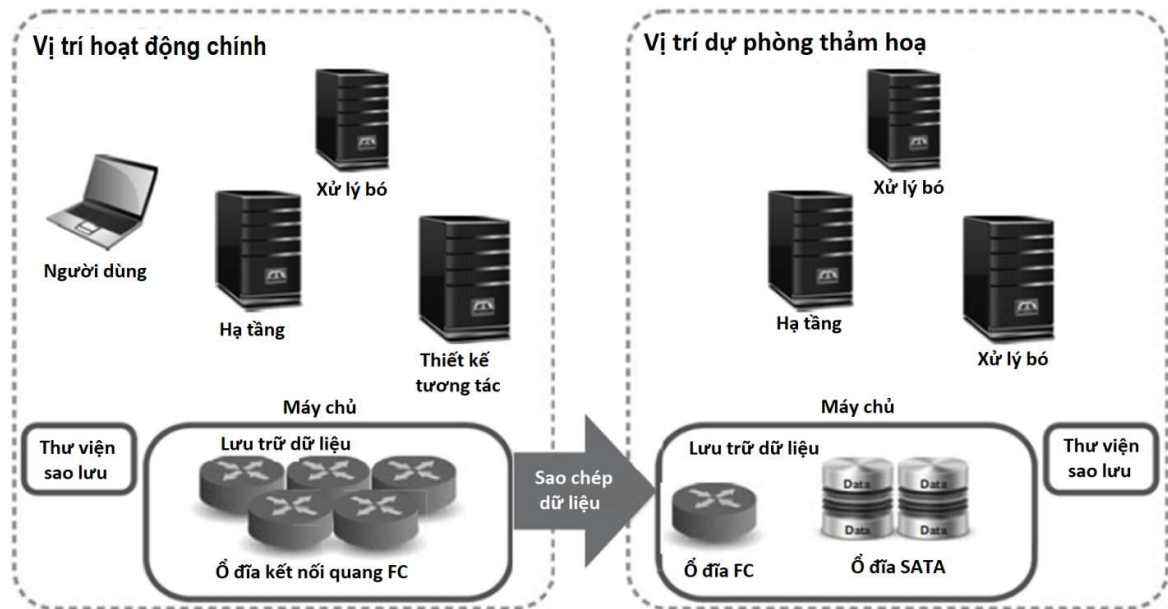 Vị trí hoạt động chính
Xử lý bó
Người dùng
Hạ tầng
Thiết kế
tương tác
Máy chủ
Thư viện
sao lưu
Lưu trữ dữ liệu
Ổ đĩa kết nối quang FC
Sao chép
dữ liệu
Vị trí dự phòng thảm hoạ
Xử lý bó
Hạ tầng
Xử lý bó
Máy chủ
Lưu trữ dữ liệu
Data
Data
Data
Data
Ổ đĩa FC
Ổ đĩa SATA
Thư viện
sao lưu